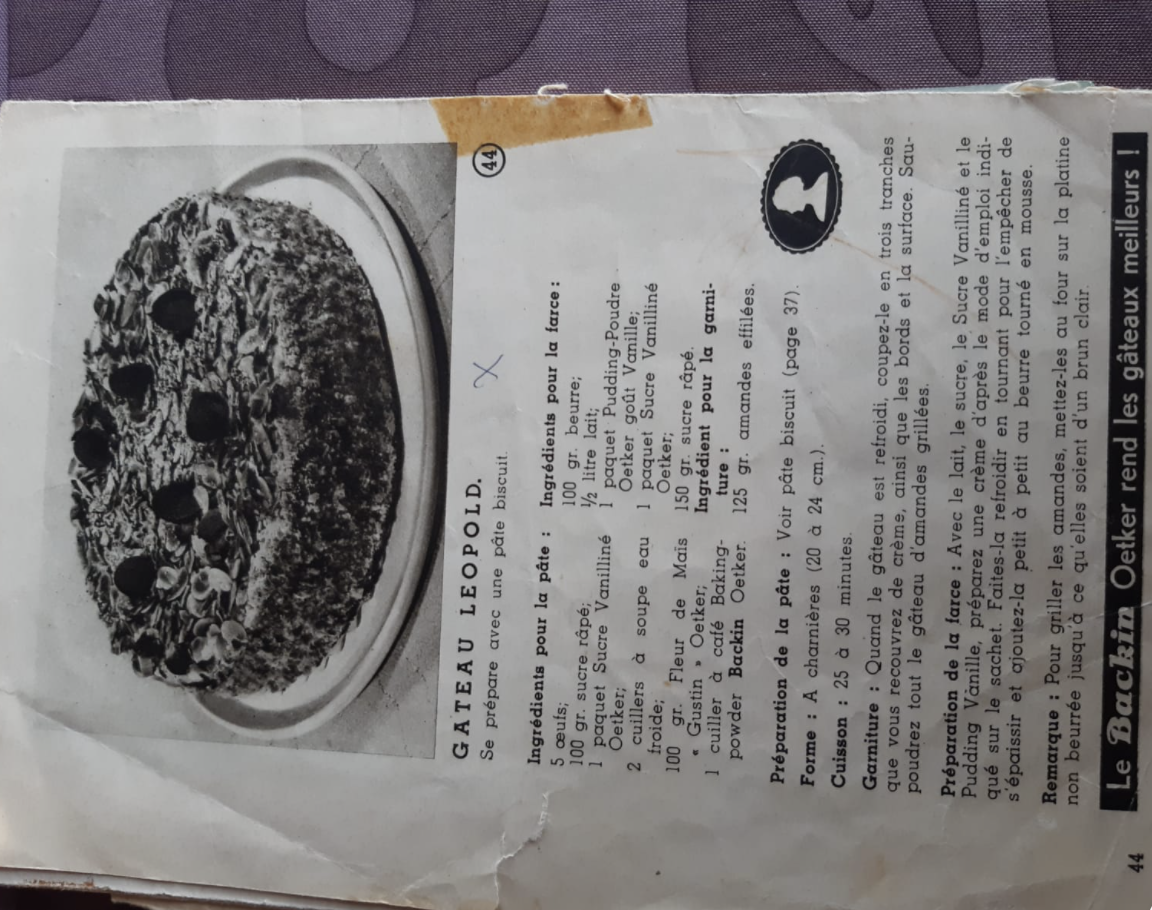 GATEAU LEOPOLD.
44
Se prépare avec une pâte biscuit.
X
Ingrédients pour la pâte :
5 œufs;
100 gr. sucre râpé;
1 paquet Sucre Vanilliné
Oetker;
2 cuillers à soupe eau
froide;
100 gr. Fleur de Maïs
« Gustin » Oetker;
1 cuiller à café Baking-
powder Backin Oetker.
Ingrédients pour la farce :
100 gr. beurre;
½ litre lait;
1 paquet Pudding-Poudre
Oetker goût Vanille;
1 paquet Sucre Vanilliné
Oetker;
150 gr. sucre râpé.
Ingrédient pour la garni-
ture :
125 gr. amandes effilées.
Préparation de la pâte : Voir pâte biscuit (page 37).
Forme : A charnières (20 à 24 cm.).
Cuisson : 25 à 30 minutes.
Garniture : Quand le gâteau est refroidi, coupez-le en trois tranches
que vous recouvrez de crème, ainsi que les bords et la surface. Sau-
poudrez tout le gâteau d'amandes grillées.
Préparation de la farce : Avec le lait, le sucre, le Sucre Vanilliné et le
Pudding Vanille, préparez une crème d'après le mode d'emploi indi-
qué sur le sachet. Faites-la refroidir en tournant pour l'empêcher de
s'épaissir et ajoutez-la petit à petit au beurre tourné en mousse.
Remarque : Pour griller les amandes, mettez-les au four sur la platine
non beurrée jusqu'à ce qu'elles soient d'un brun clair.
Le Backin Oetker rend les gâteaux meilleurs !
44